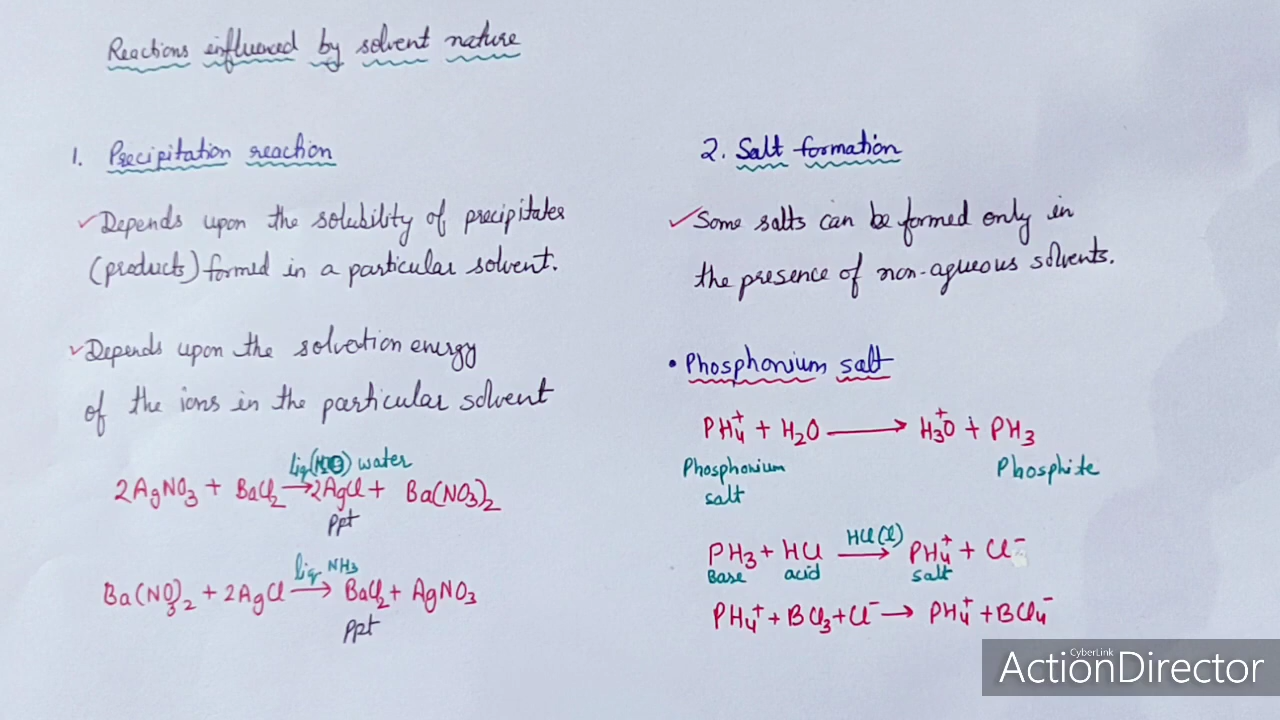 Reactions influenced by solvent nature
1. Precipitation reaction
✓Depends upon the solubility of precipitates
(products) formed in a particular solvent.
✓Depends upon the solvation energy
of the ions in the particular solvent
water
2AgNO₃ + BaCl₂ → 2AgCl + Ba(NO₃)₂
ppt
liq. NH₃
Ba(NO₃)₂ + 2AgCl → BaCl₂ + AgNO₃
ppt
2. Salt formation
✓Some salts can be formed only in
the presence of non-aqueous solvents.
• Phosphonium salt
PH₄⁺ + H₂O → H₃O⁺ + PH₃
Phosphonium Phosphite
salt
HCl(l)
PH₃ + HCl → PH₄⁺ + Cl⁻
Base acid salt
PH₄⁺ + BCl₃ + Cl⁻ → PH₄⁺ + BCl₄⁻
CyberLink
ActionDirector